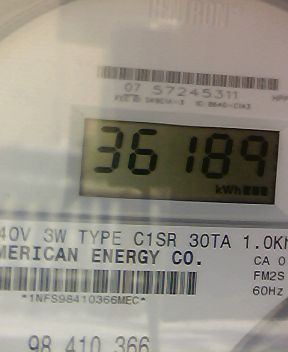 07 57245311
36189
kWh
40V 3W TYPE C1SR 30TA 1.0Kh
MERICAN ENERGY CO.
CA 0
FM2S
60Hz
*1NFS98410366MEC*
98 410 366